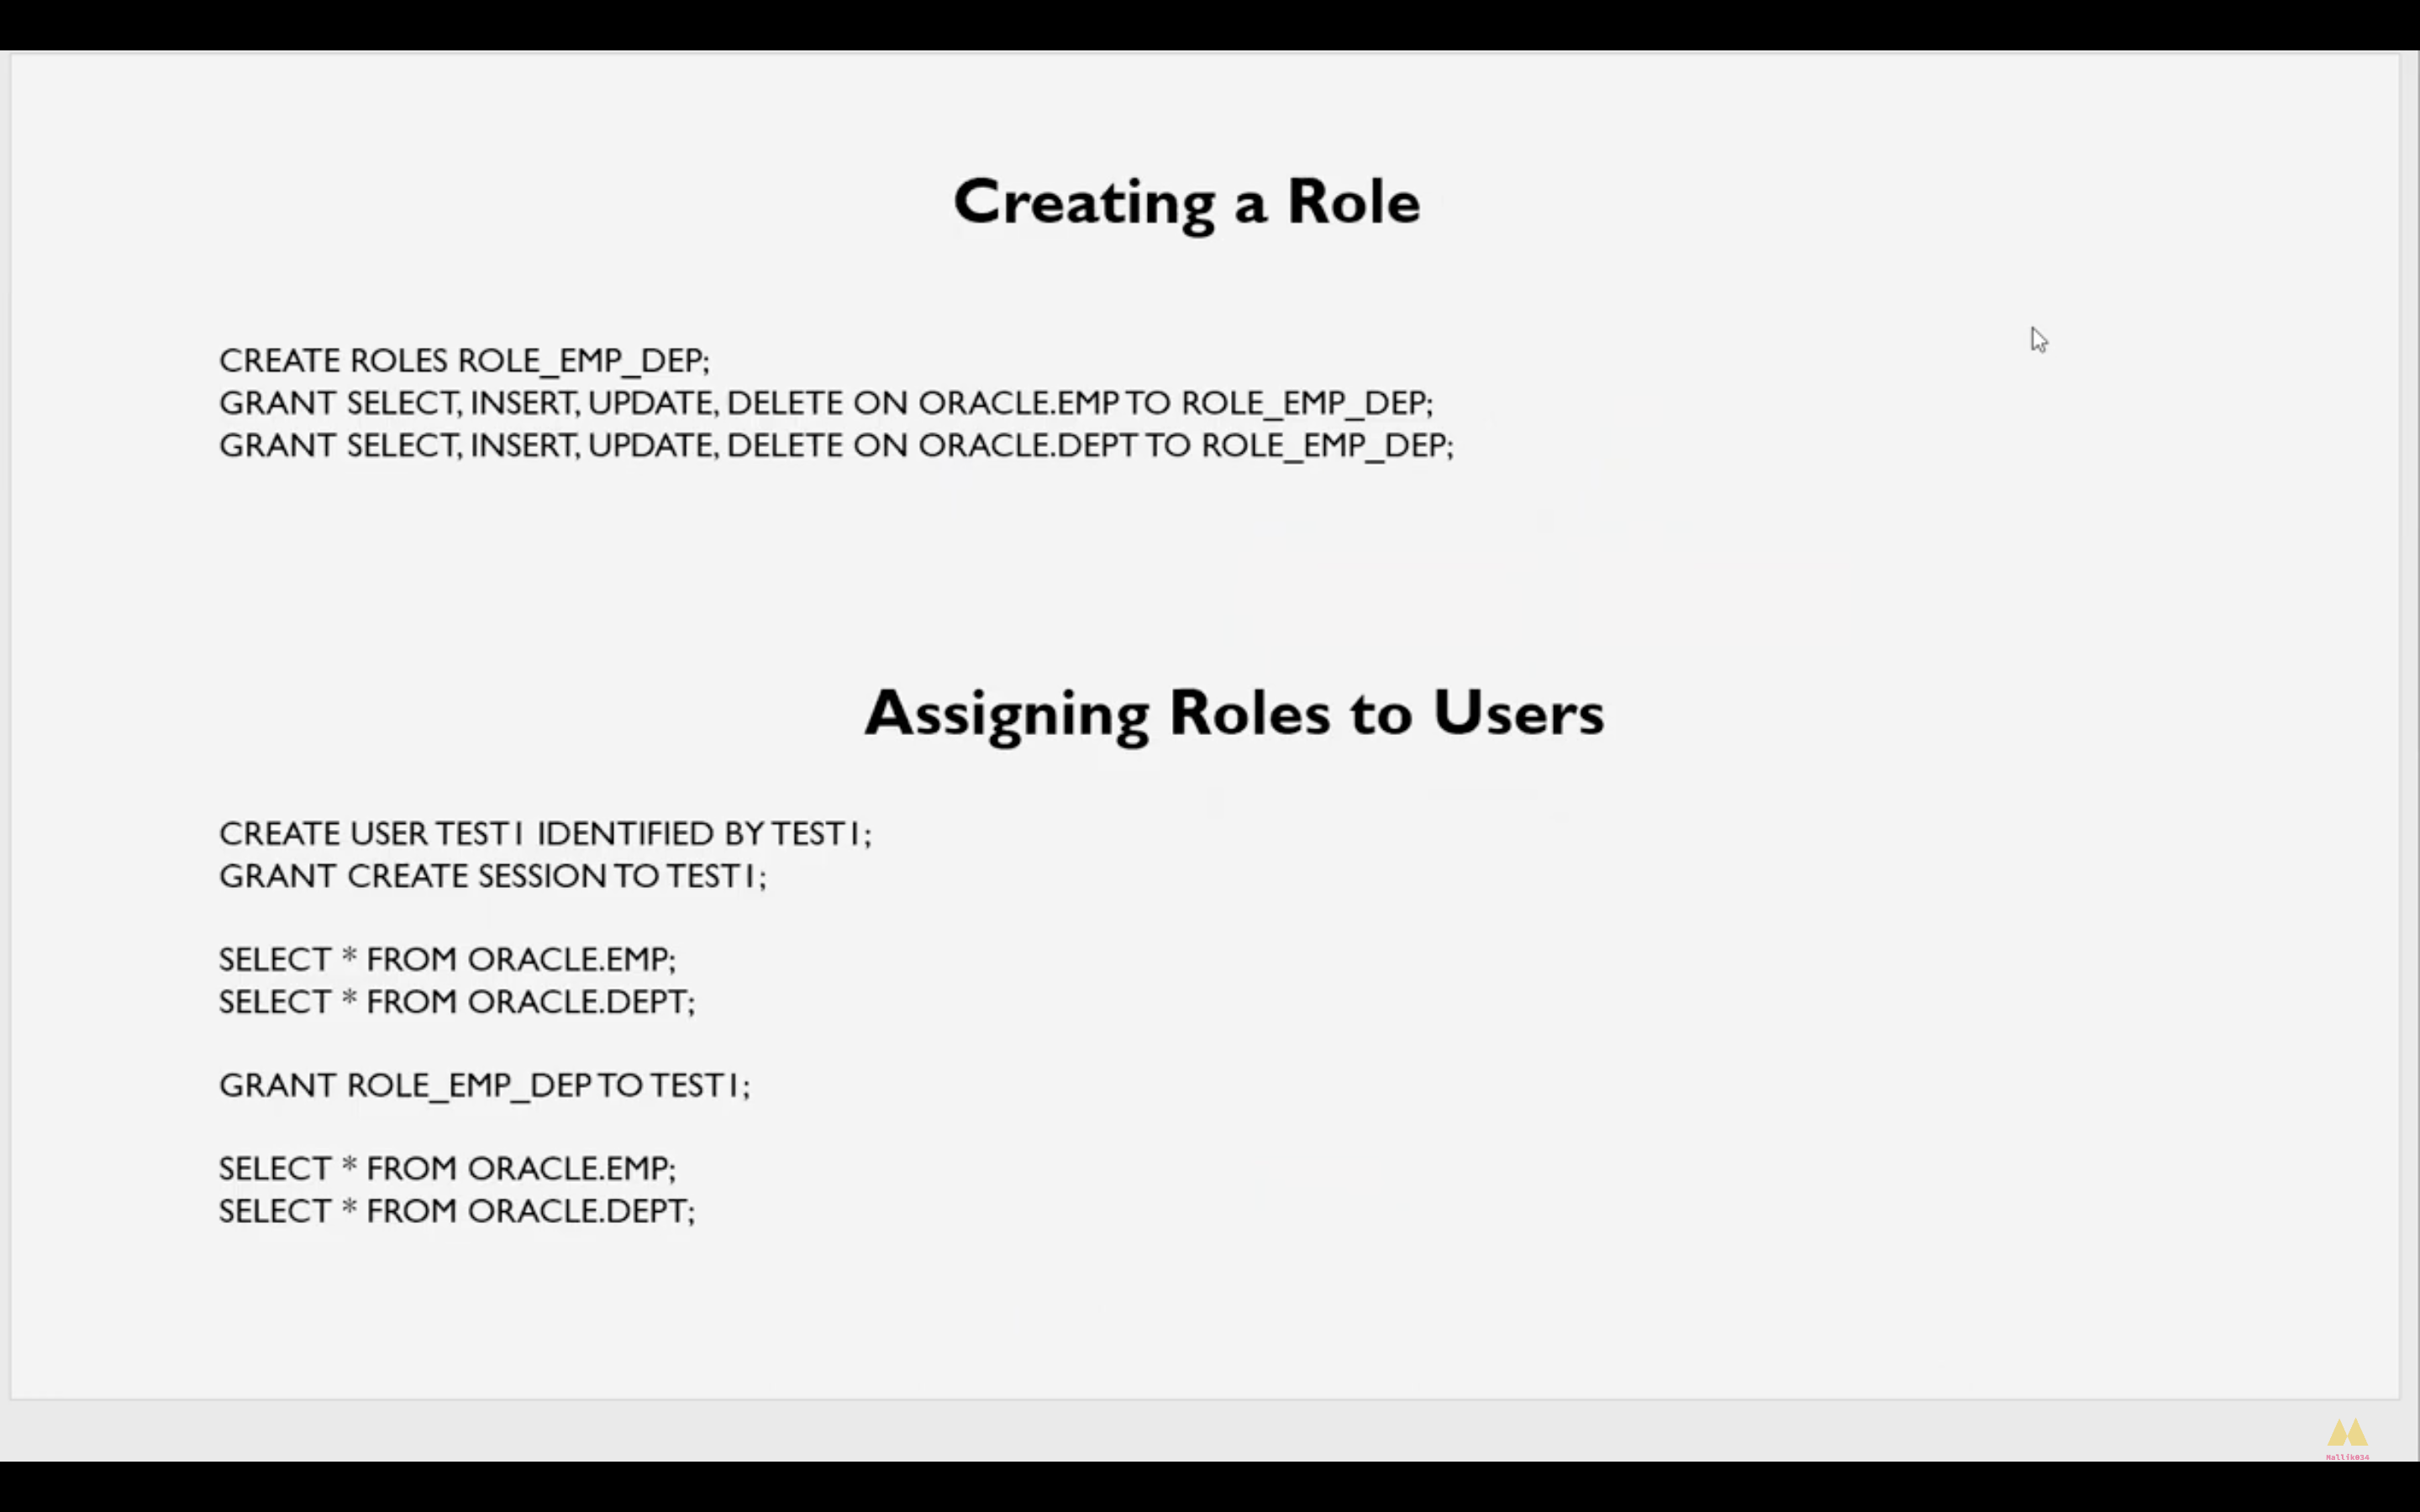 Creating a Role
CREATE ROLES ROLE_EMP_DEP;
GRANT SELECT, INSERT, UPDATE, DELETE ON ORACLE.EMP TO ROLE_EMP_DEP;
GRANT SELECT, INSERT, UPDATE, DELETE ON ORACLE.DEPT TO ROLE_EMP_DEP;
Assigning Roles to Users
CREATE USER TEST1 IDENTIFIED BY TEST1;
GRANT CREATE SESSION TO TEST1;
SELECT * FROM ORACLE.EMP;
SELECT * FROM ORACLE.DEPT;
GRANT ROLE_EMP_DEP TO TEST1;
SELECT * FROM ORACLE.EMP;
SELECT * FROM ORACLE.DEPT;
Mallik034